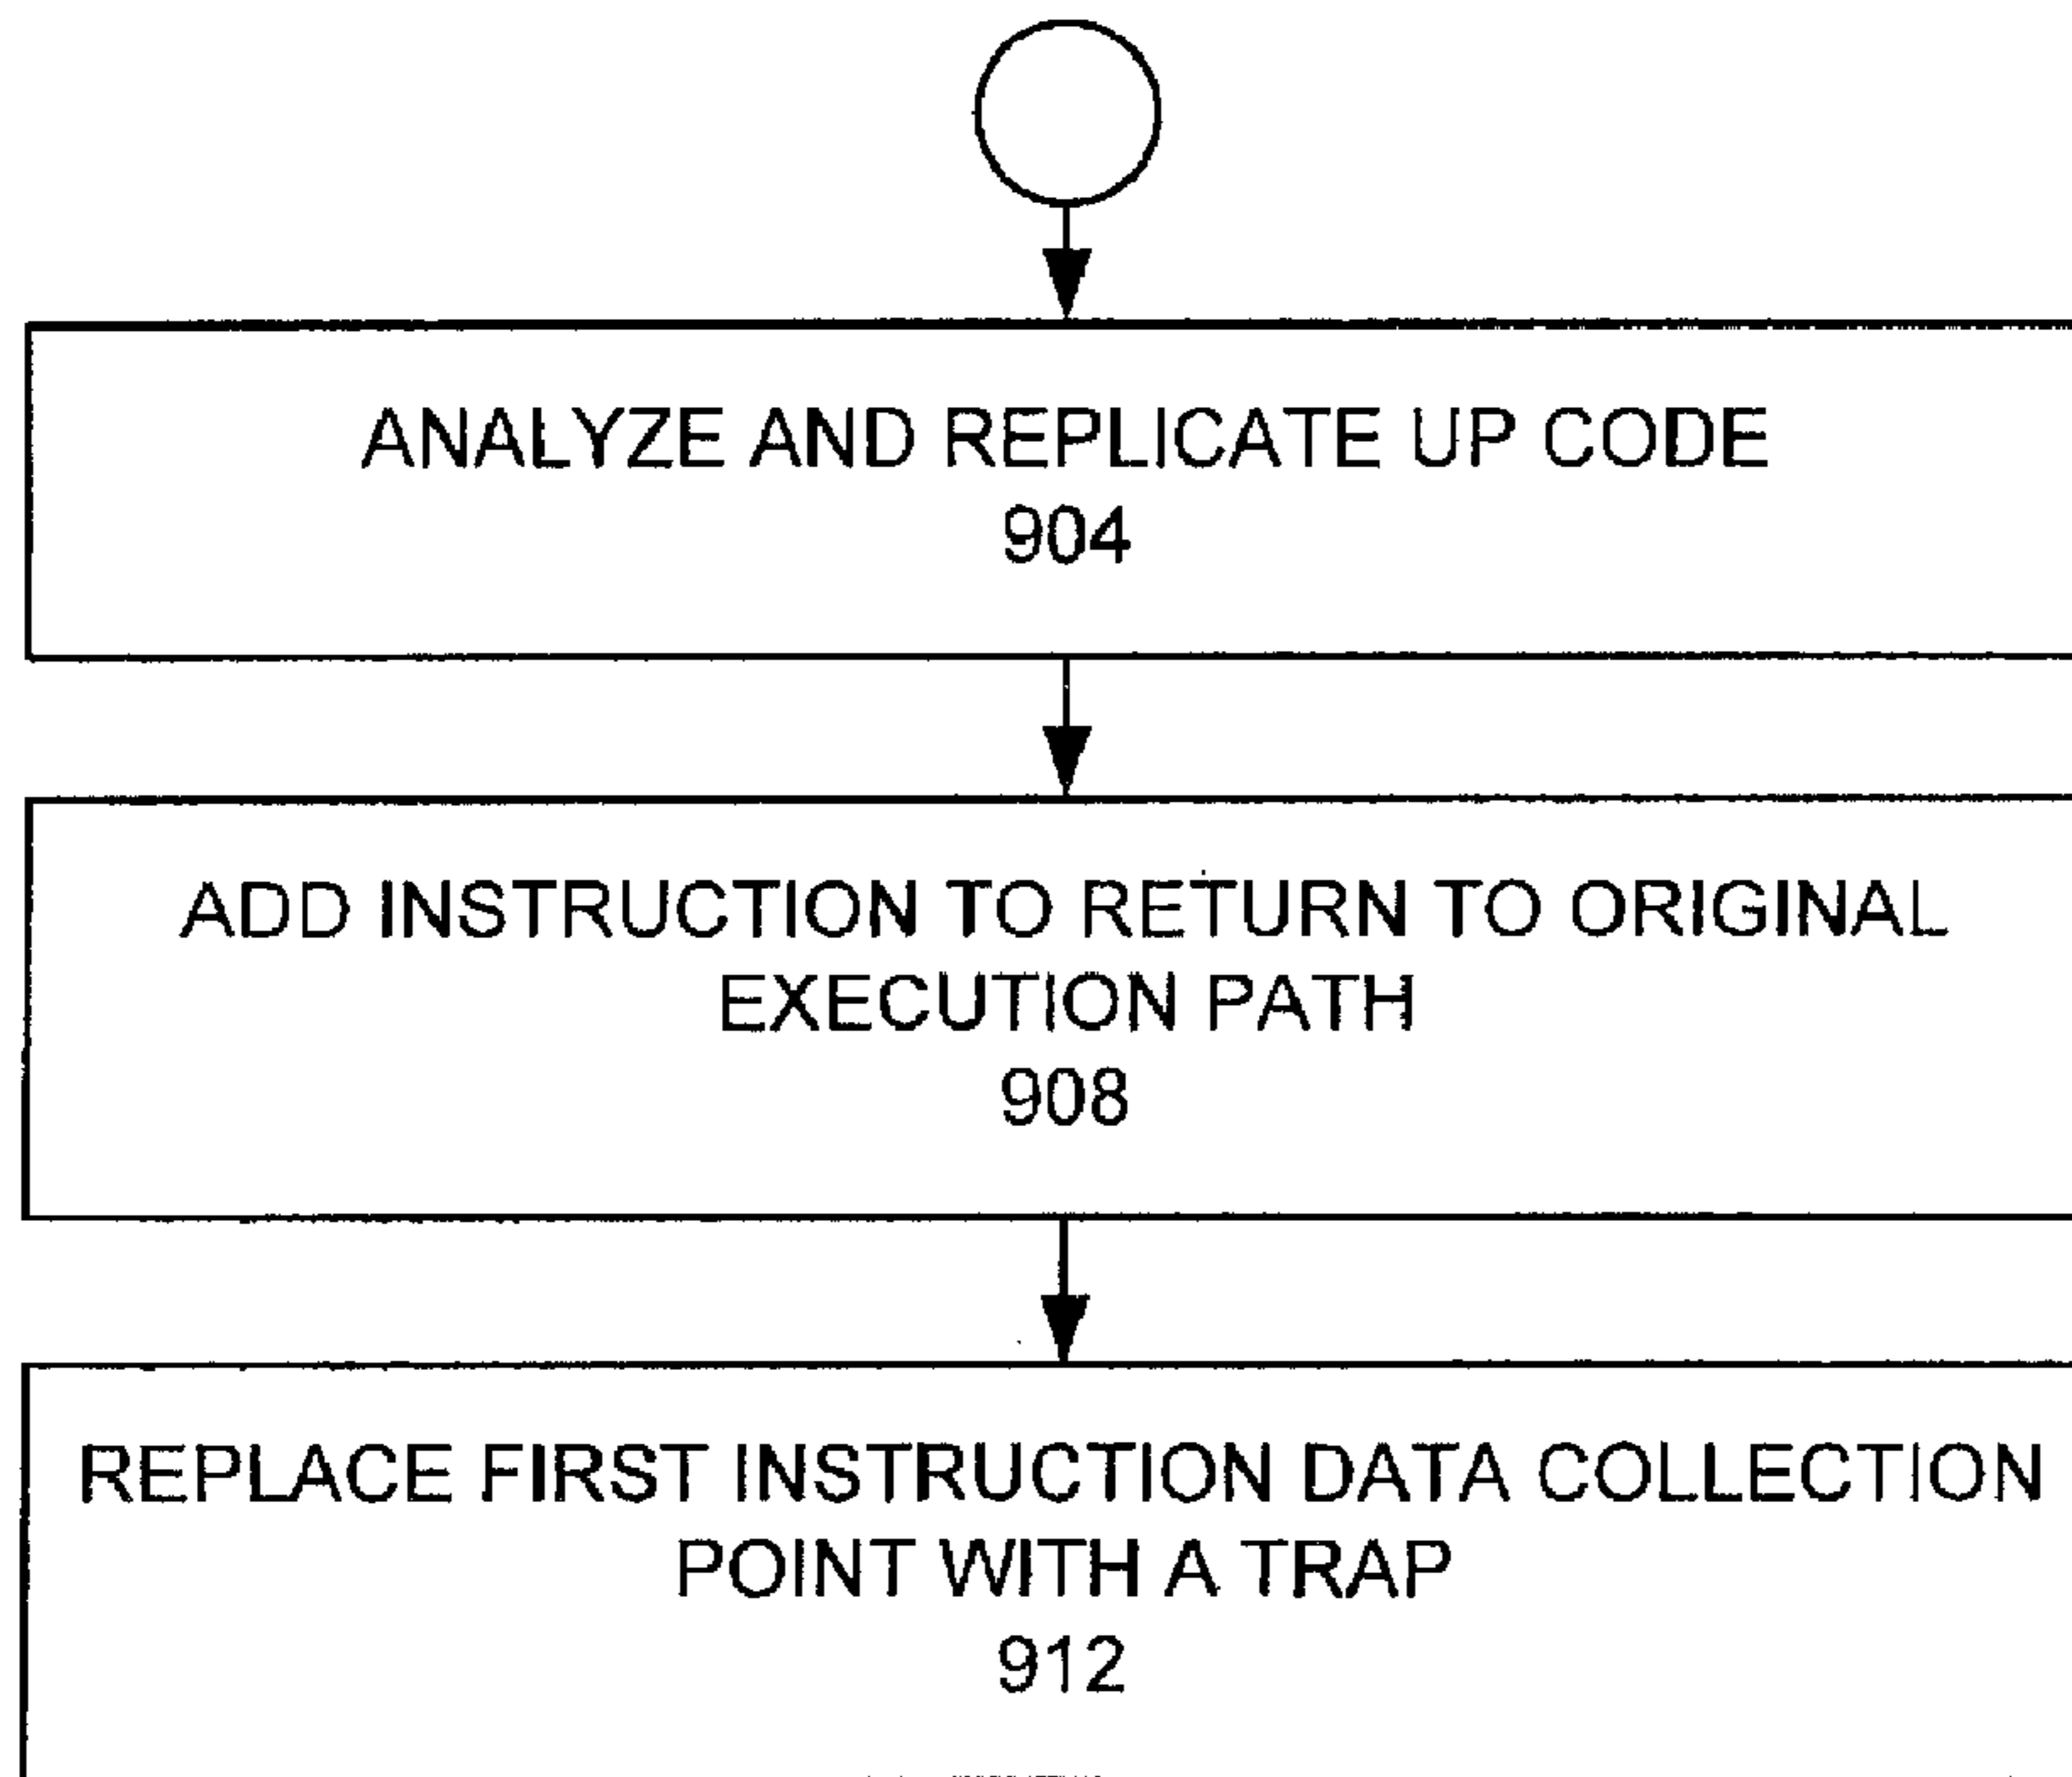 ANALYZE AND REPLICATE UP CODE
904
ADD INSTRUCTION TO RETURN TO ORIGINAL
EXECUTION PATH
908
REPLACE FIRST INSTRUCTION DATA COLLECTION
POINT WITH A TRAP
912